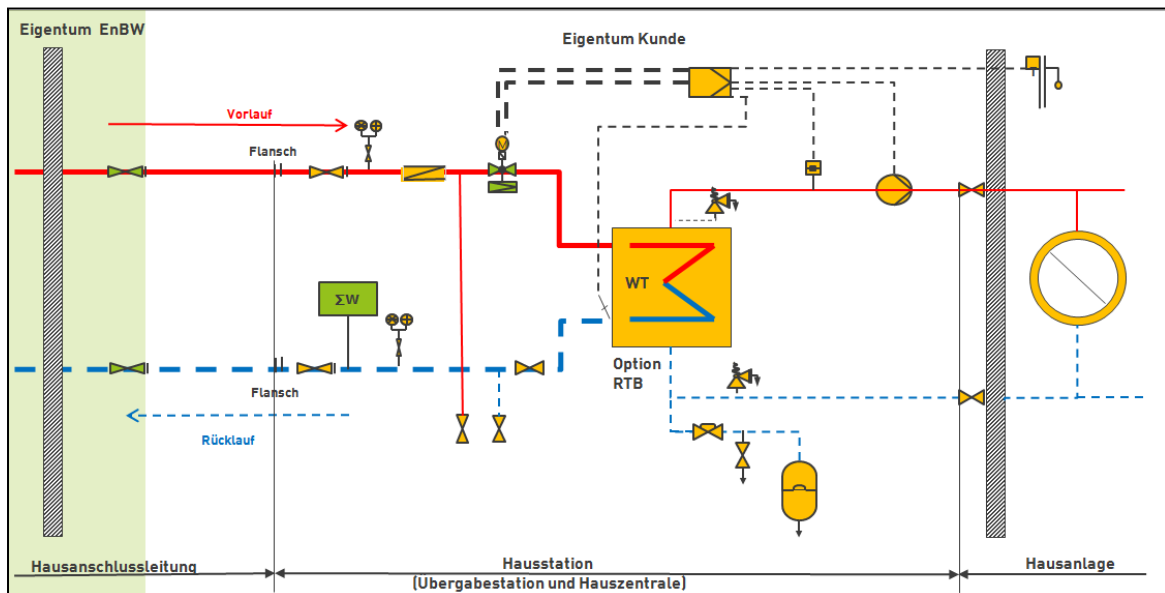 Eigentum EnBW
Eigentum Kunde
Vorlauf
Flansch
M
WT
ΣW
Option
RTB
Flansch
Rücklauf
Hausanschlussleitung
Hausstation
(Übergabestation und Hauszentrale)
Hausanlage